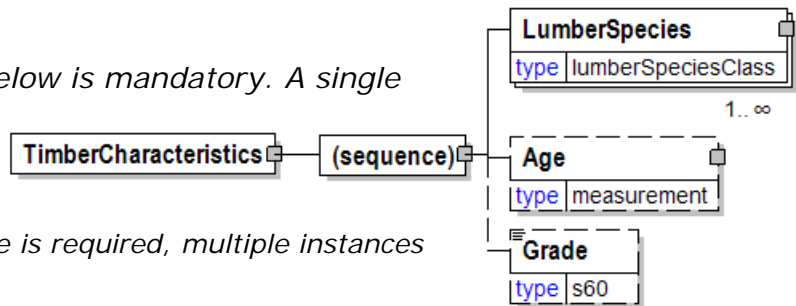 LumberSpecies
type lumberSpeciesClass
1.. ∞
elow is mandatory. A single
TimberCharacteristics
(sequence)
Age
type measurement
e is required, multiple instances
Grade
type s60